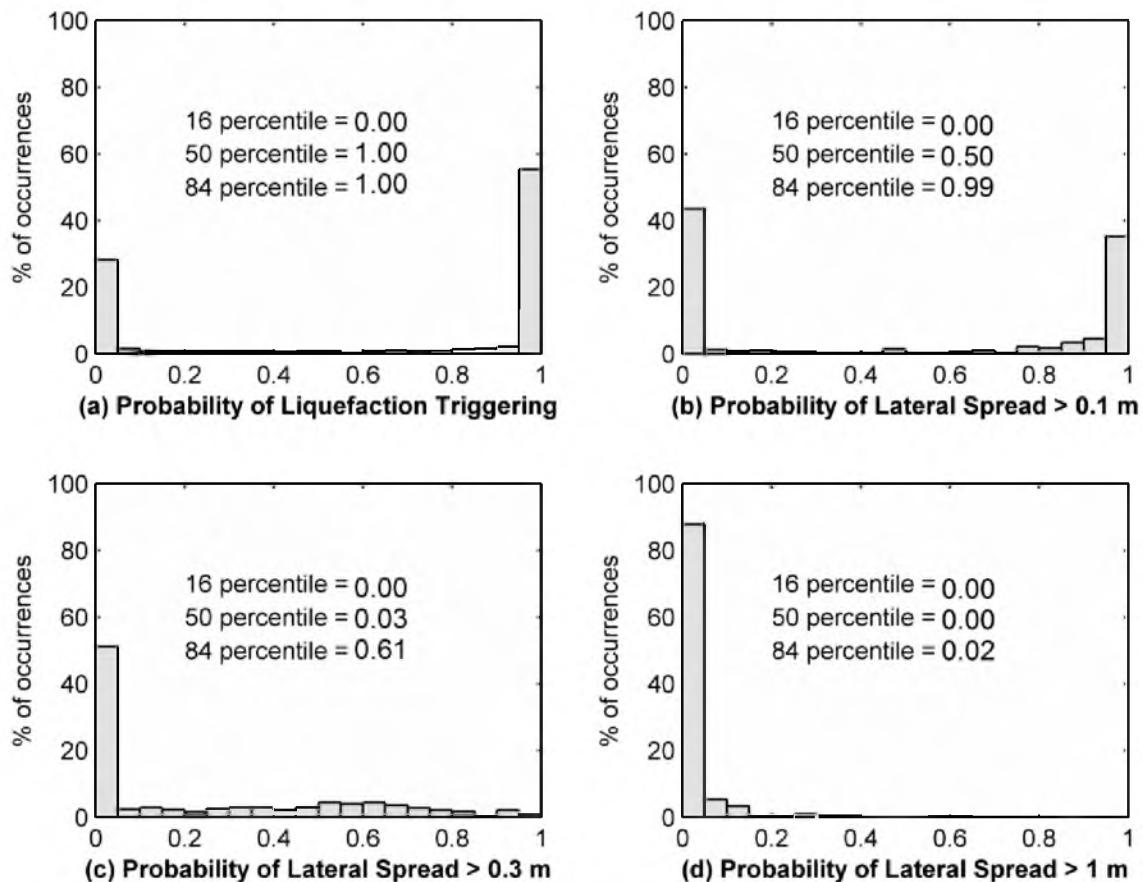 100
80
60
40
20
0
% of occurrences
16 percentile = 0.00
50 percentile = 1.00
84 percentile = 1.00
0 0.2 0.4 0.6 0.8 1
(a) Probability of Liquefaction Triggering
100
80
60
40
20
0
% of occurrences
16 percentile = 0.00
50 percentile = 0.50
84 percentile = 0.99
0 0.2 0.4 0.6 0.8 1
(b) Probability of Lateral Spread > 0.1 m
100
80
60
40
20
0
% of occurrences
16 percentile = 0.00
50 percentile = 0.03
84 percentile = 0.61
0 0.2 0.4 0.6 0.8 1
(c) Probability of Lateral Spread > 0.3 m
100
80
60
40
20
0
% of occurrences
16 percentile = 0.00
50 percentile = 0.00
84 percentile = 0.02
0 0.2 0.4 0.6 0.8 1
(d) Probability of Lateral Spread > 1 m